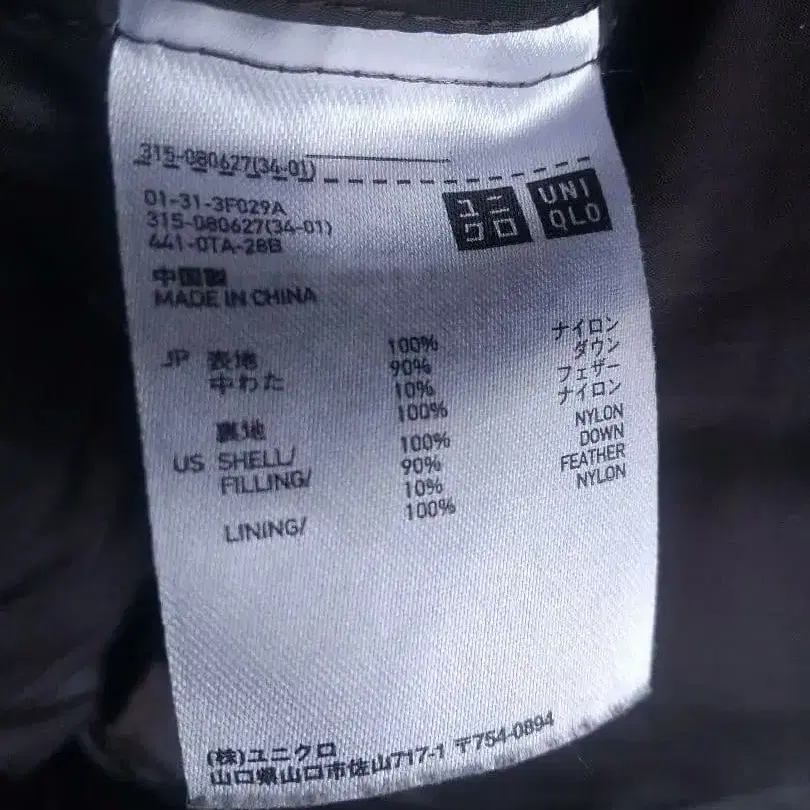 315-080627(34-01)
ユニクロ UNIQLO
01-31-3F029A
315-080627(34-01)
441-0TA-28B
中国製
MADE IN CHINA
JP 表地 100% ナイロン
中わた 90% ダウン
10% フェザー
裏地 100% ナイロン
US SHELL/ 100% NYLON
FILLING/ 90% DOWN
10% FEATHER
LINING/ 100% NYLON
(株)ユニクロ
山口県山口市佐山717-1 〒754-0894